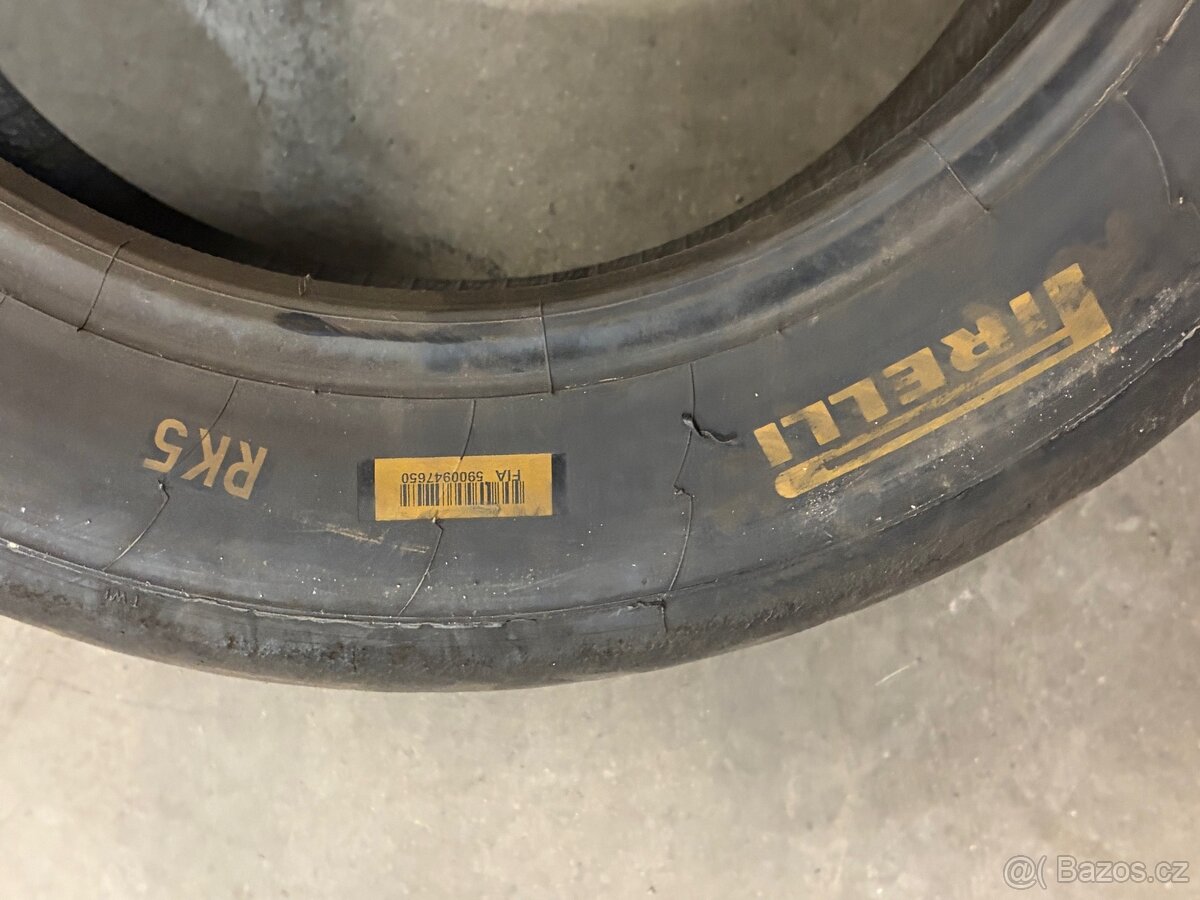 PIRELLI
FIA 5900947650
RK5
TWI
@( Bazos.cz